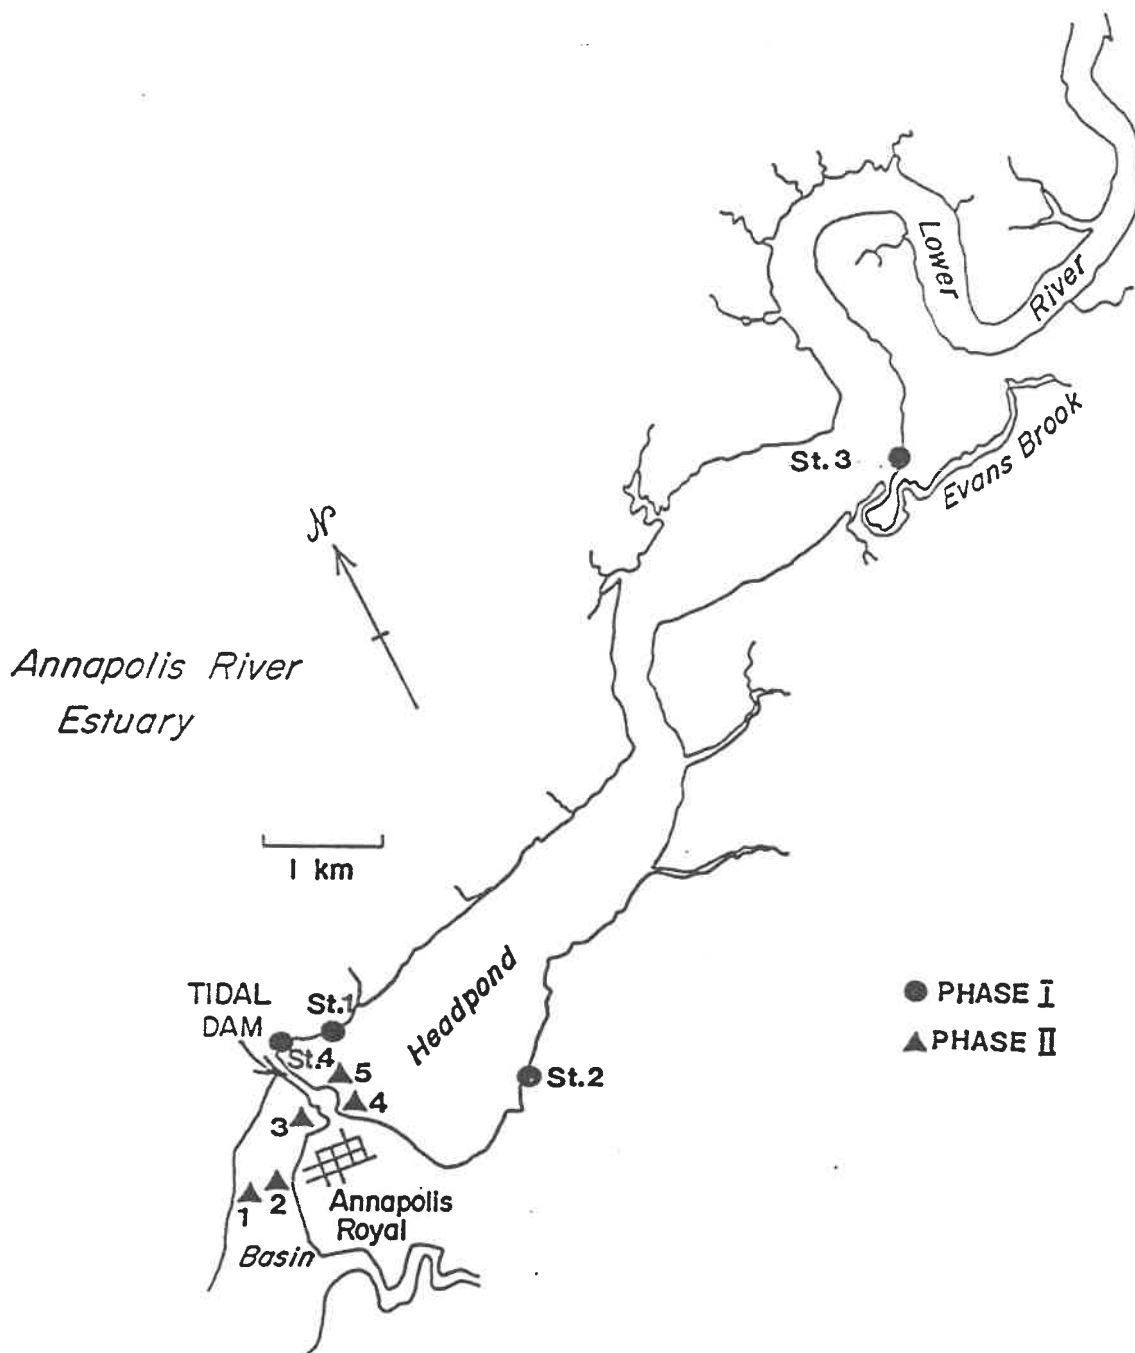 Lower
River
St. 3
Evans Brook
N
Annapolis River
Estuary
1 km
Headpond
TIDAL
DAM
St.1
St.4
5
4
St.2
3
PHASE I
PHASE II
1
2
Annapolis
Royal
Basin